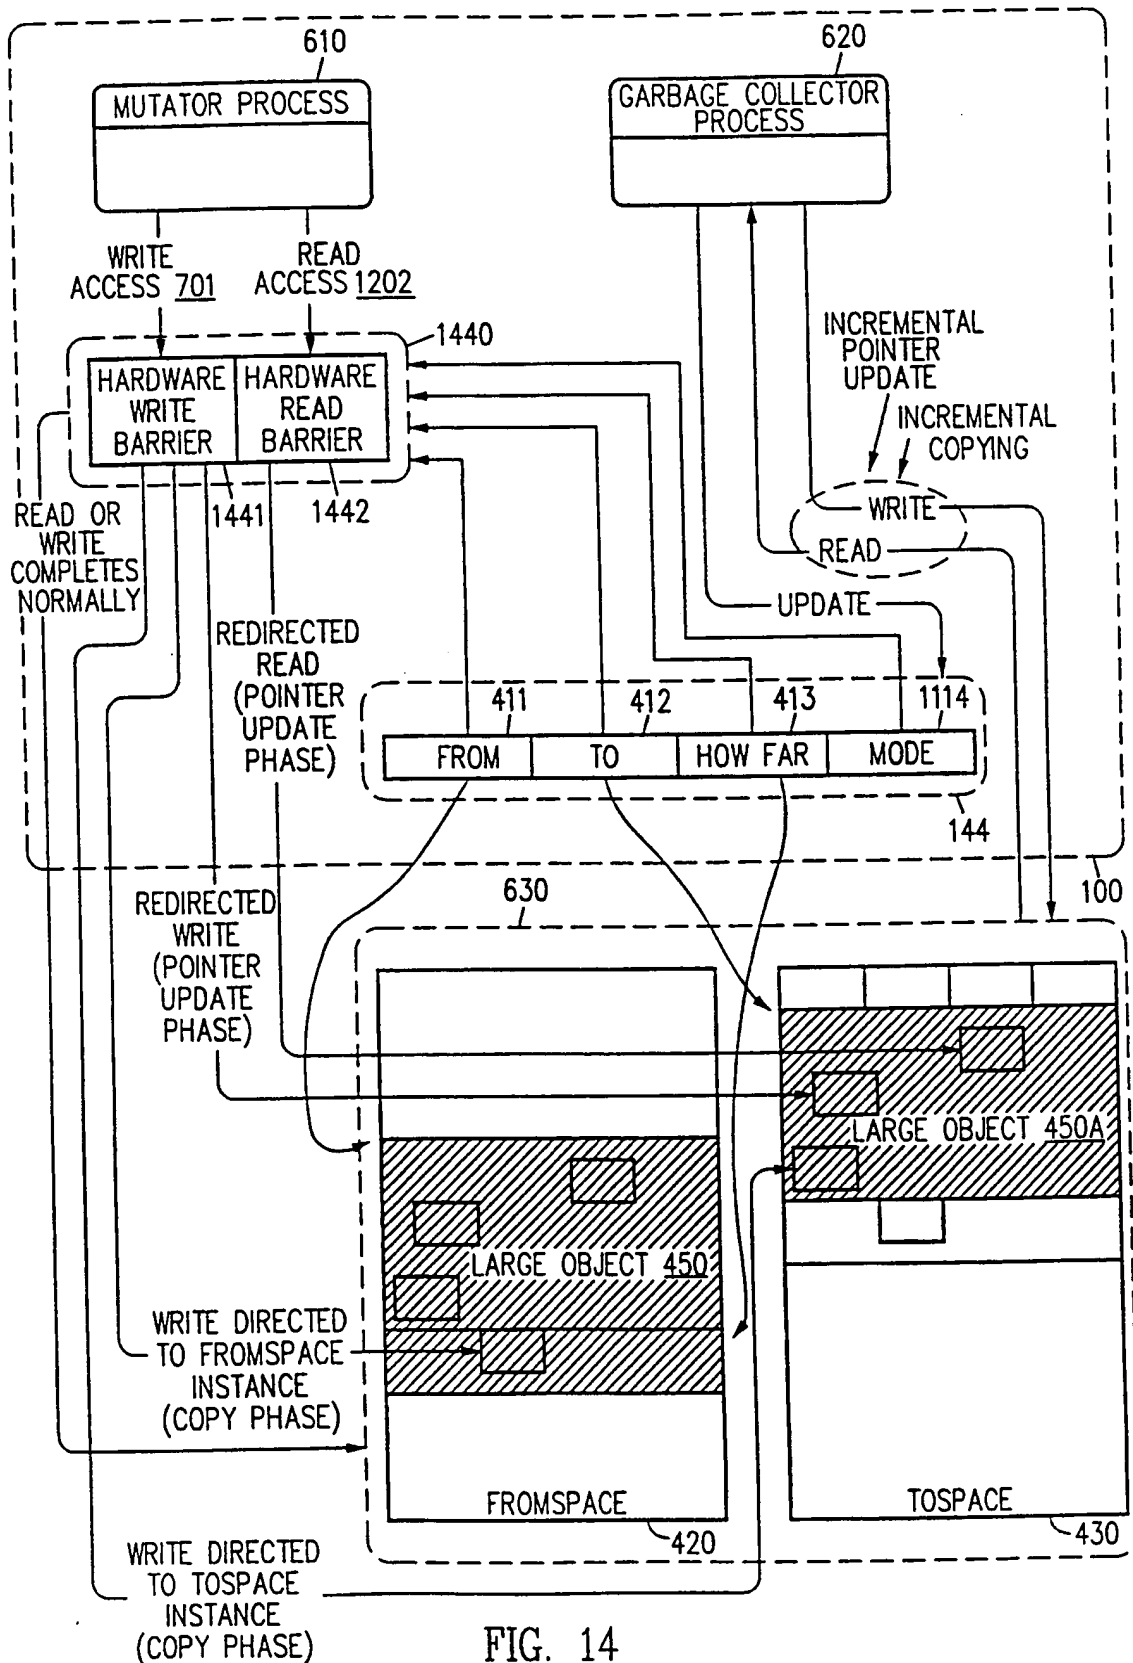 610
620
MUTATOR PROCESS
GARBAGE COLLECTOR
PROCESS
WRITE
ACCESS 701
READ
ACCESS 1202
1440
HARDWARE
WRITE
BARRIER
HARDWARE
READ
BARRIER
1441
1442
INCREMENTAL
POINTER
UPDATE
INCREMENTAL
COPYING
WRITE
READ
UPDATE
READ OR
WRITE
COMPLETES
NORMALLY
REDIRECTED
READ
(POINTER
UPDATE
PHASE)
411
412
413
1114
FROM
TO
HOW FAR
MODE
144
100
REDIRECTED
WRITE
(POINTER
UPDATE
PHASE)
630
LARGE OBJECT 450A
LARGE OBJECT 450
WRITE DIRECTED
TO FROMSPACE
INSTANCE
(COPY PHASE)
FROMSPACE
420
TOSPACE
430
WRITE DIRECTED
TO TOSPACE
INSTANCE
(COPY PHASE)
FIG. 14